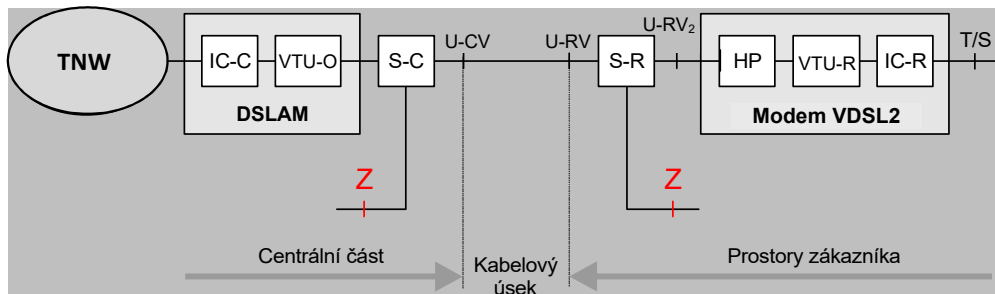 U-CV
U-RV
U-RV2
T/S
TNW
IC-C
VTU-O
S-C
S-R
HP
VTU-R
IC-R
DSLAM
Modem VDSL2
Z
Z
Centrální část
Kabelový
úsek
Prostory zákazníka